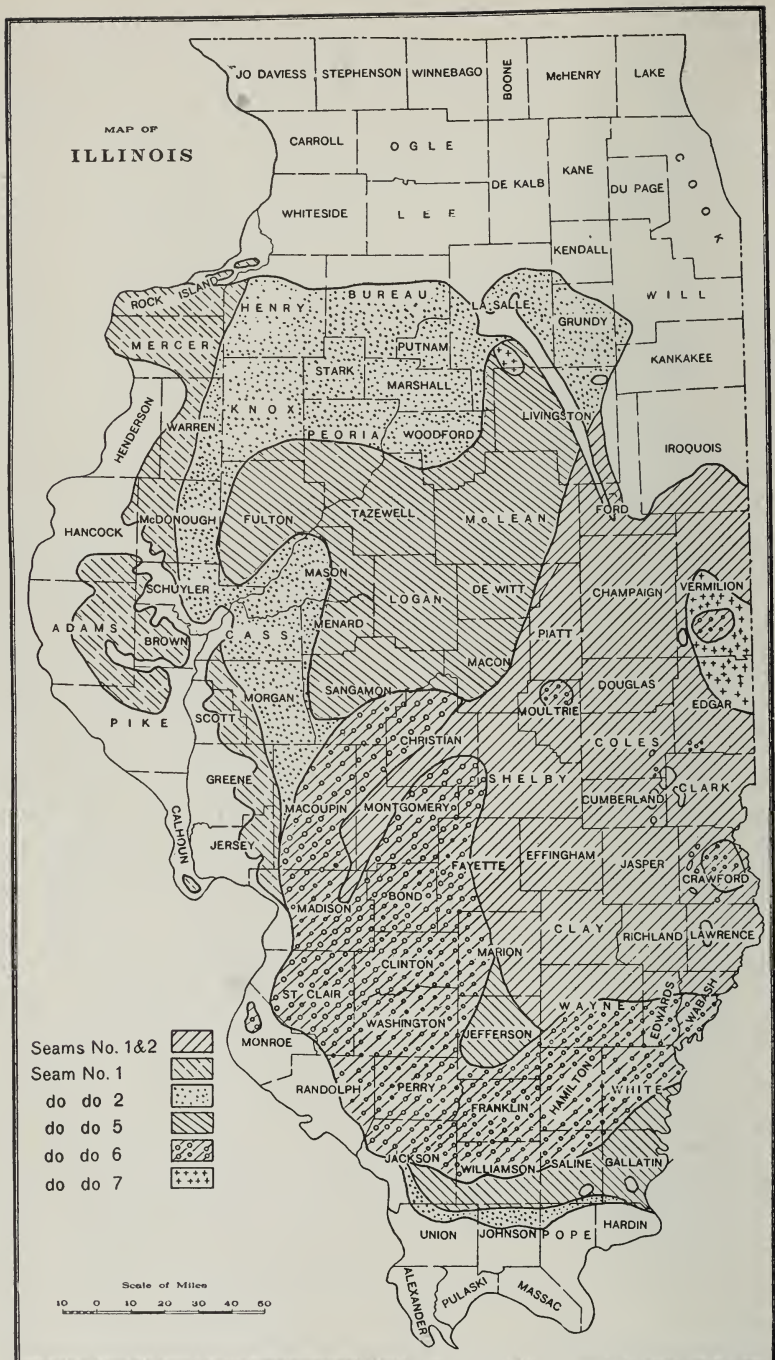 JO DAVIESS STEPHENSON WINNEBAGO BOONE McHENRY LAKE
MAP OF
ILLINOIS
CARROLL OGLE DE KALB KANE DU PAGE COOK
WHITESIDE LEE
KENDALL
ROCK ISLAND HENRY BUREAU LA SALLE GRUNDY WILL
MERCER PUTNAM
STARK MARSHALL KANKAKEE
HENDERSON WARREN KNOX PEORIA WOODFORD LIVINGSTON
IROQUOIS
HANCOCK McDONOUGH FULTON TAZEWELL McLEAN FORD
SCHUYLER MASON DE WITT CHAMPAIGN VERMILION
ADAMS BROWN CASS MENARD LOGAN PIATT
MACON
PIKE SCOTT MORGAN SANGAMON MOULTRIE DOUGLAS EDGAR
CHRISTIAN COLES
GREENE MACOUPIN MONTGOMERY SHELBY CUMBERLAND CLARK
CALHOUN JERSEY FAYETTE EFFINGHAM JASPER CRAWFORD
MADISON BOND
CLAY RICHLAND LAWRENCE
CLINTON MARION
ST. CLAIR WAYNE EDWARDS WABASH
MONROE WASHINGTON JEFFERSON
RANDOLPH PERRY FRANKLIN HAMILTON WHITE
JACKSON WILLIAMSON SALINE GALLATIN
UNION JOHNSON POPE HARDIN
ALEXANDER PULASKI MASSAC
Seams No. 1&2
Seam No. 1
do do 2
do do 5
do do 6
do do 7
Scale of Miles
10 0 10 20 30 40 50